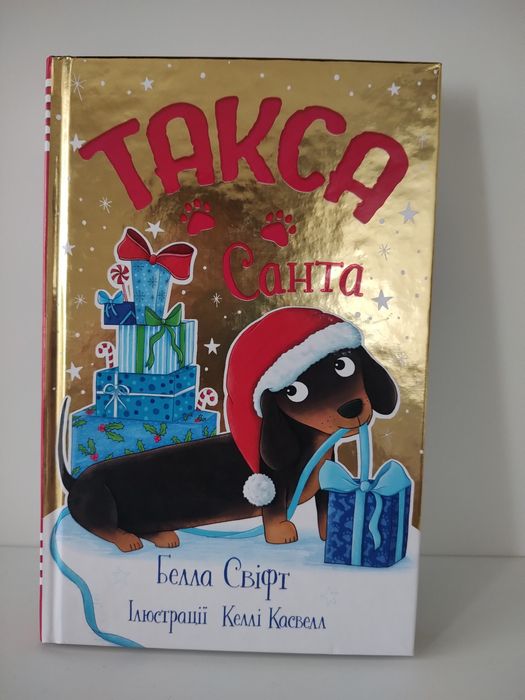 ТАКСА
Санта
Белла Свіфт
Ілюстрації Келлі Касвелл